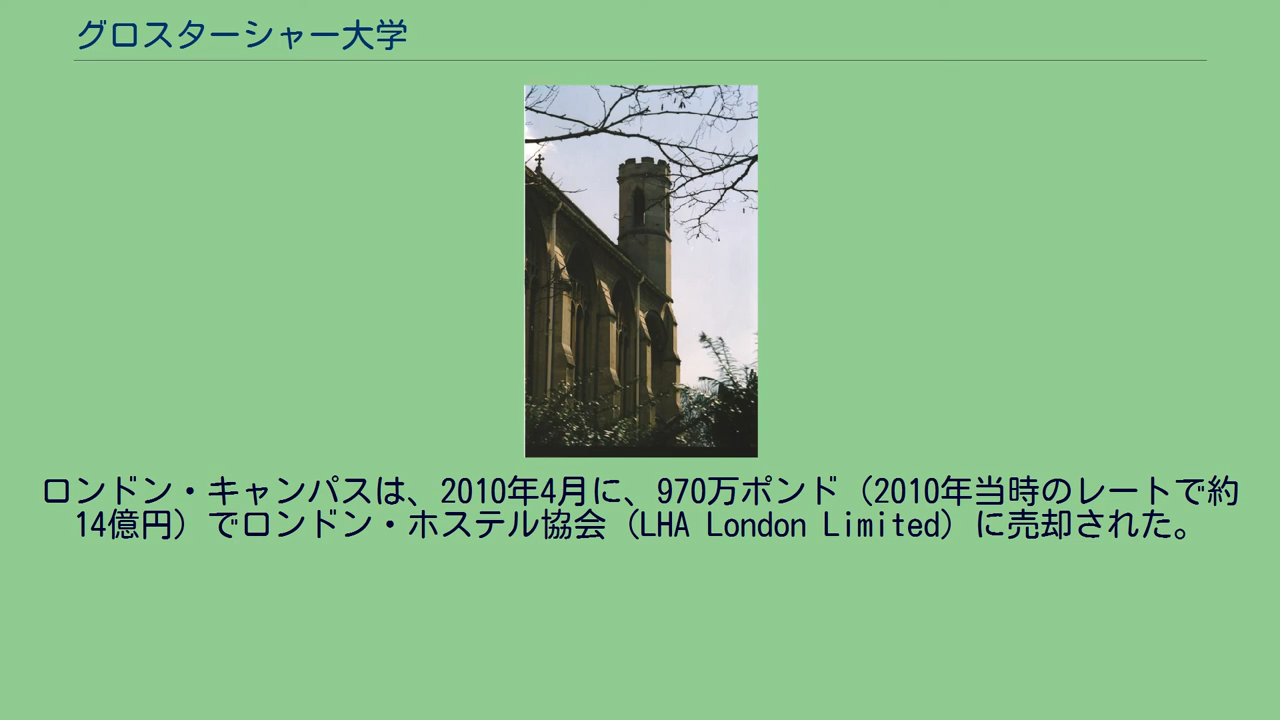 グロスターシャー大学
ロンドン・キャンパスは、2010年4月に、970万ポンド（2010年当時のレートで約
14億円）でロンドン・ホステル協会（LHA London Limited）に売却された。